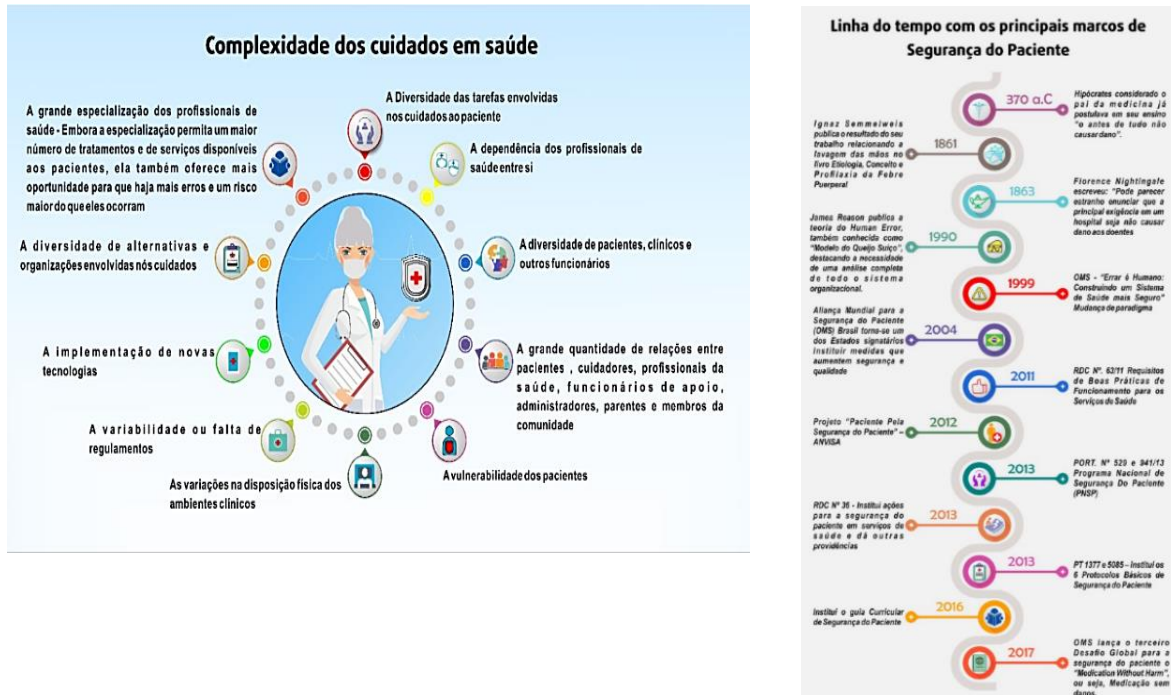 Complexidade dos cuidados em saúde
A grande especialização dos profissionais de
saúde - Embora a especialização permita um maior
número de tratamentos e de serviços disponíveis
aos pacientes, ela também oferece mais
oportunidade para que haja mais erros e um risco
maior do que eles ocorram
A Diversidade das tarefas envolvidas
nos cuidados ao paciente
A dependência dos profissionais de
saúde entre si
A diversidade de alternativas e
organizações envolvidas nós cuidados
A diversidade de pacientes, clínicos e
outros funcionários
A implementação de novas
tecnologias
A grande quantidade de relações entre
pacientes , cuidadores, profissionais da
saúde, funcionários de apoio,
administradores, parentes e membros da
comunidade
A variabilidade ou falta de
regulamentos
As variações na disposição física dos
ambientes clínicos
A vulnerabilidade dos pacientes
Linha do tempo com os principais marcos de
Segurança do Paciente
370 a.C
Hipócrates considerado o
pai da medicina já
postulava em seu ensino
"o antes de tudo não
causar dano".
Ignaz Semmelweis
publica o resultado do seu
trabalho relacionando a
lavagem das mãos no
livro Etiologia, Conceito e
Profilaxia da Febre
Puerperal
1861
1863
Florence Nightingale
escreveu: "Pode parecer
estranho enunciar que a
principal exigência em um
hospital seja não causar
dano aos doentes
James Reason publica a
teoria do Human Error,
também conhecida como
"Modelo do Queijo Suíço",
destacando a necessidade
de uma análise completa
de todo o sistema
organizacional.
1990
1999
OMS - "Errar é Humano:
Construindo um Sistema
de Saúde mais Seguro"
Mudança de paradigma
Aliança Mundial para a
Segurança do Paciente
(OMS) Brasil torna-se um
dos Estados signatários
Instituir medidas que
aumentem segurança e
qualidade
2004
2011
RDC Nº. 63/11 Requisitos
de Boas Práticas de
Funcionamento para os
Serviços de Saúde
Projeto "Paciente Pela
Segurança do Paciente" –
ANVISA
2012
2013
PORT. Nº 529 e 941/13
Programa Nacional de
Segurança Do Paciente
(PNSP)
RDC Nº 36 - Institui ações
para a segurança do
paciente em serviços de
saúde e dá outras
providências
2013
2013
PT 1377 e 5085 – Institui os
6 Protocolos Básicos de
Segurança do Paciente
Institui o guia Curricular
de Segurança do Paciente
2016
2017
OMS lança o terceiro
Desafio Global para a
segurança do paciente o
"Medication Without Harm",
ou seja, Medicação sem
danos